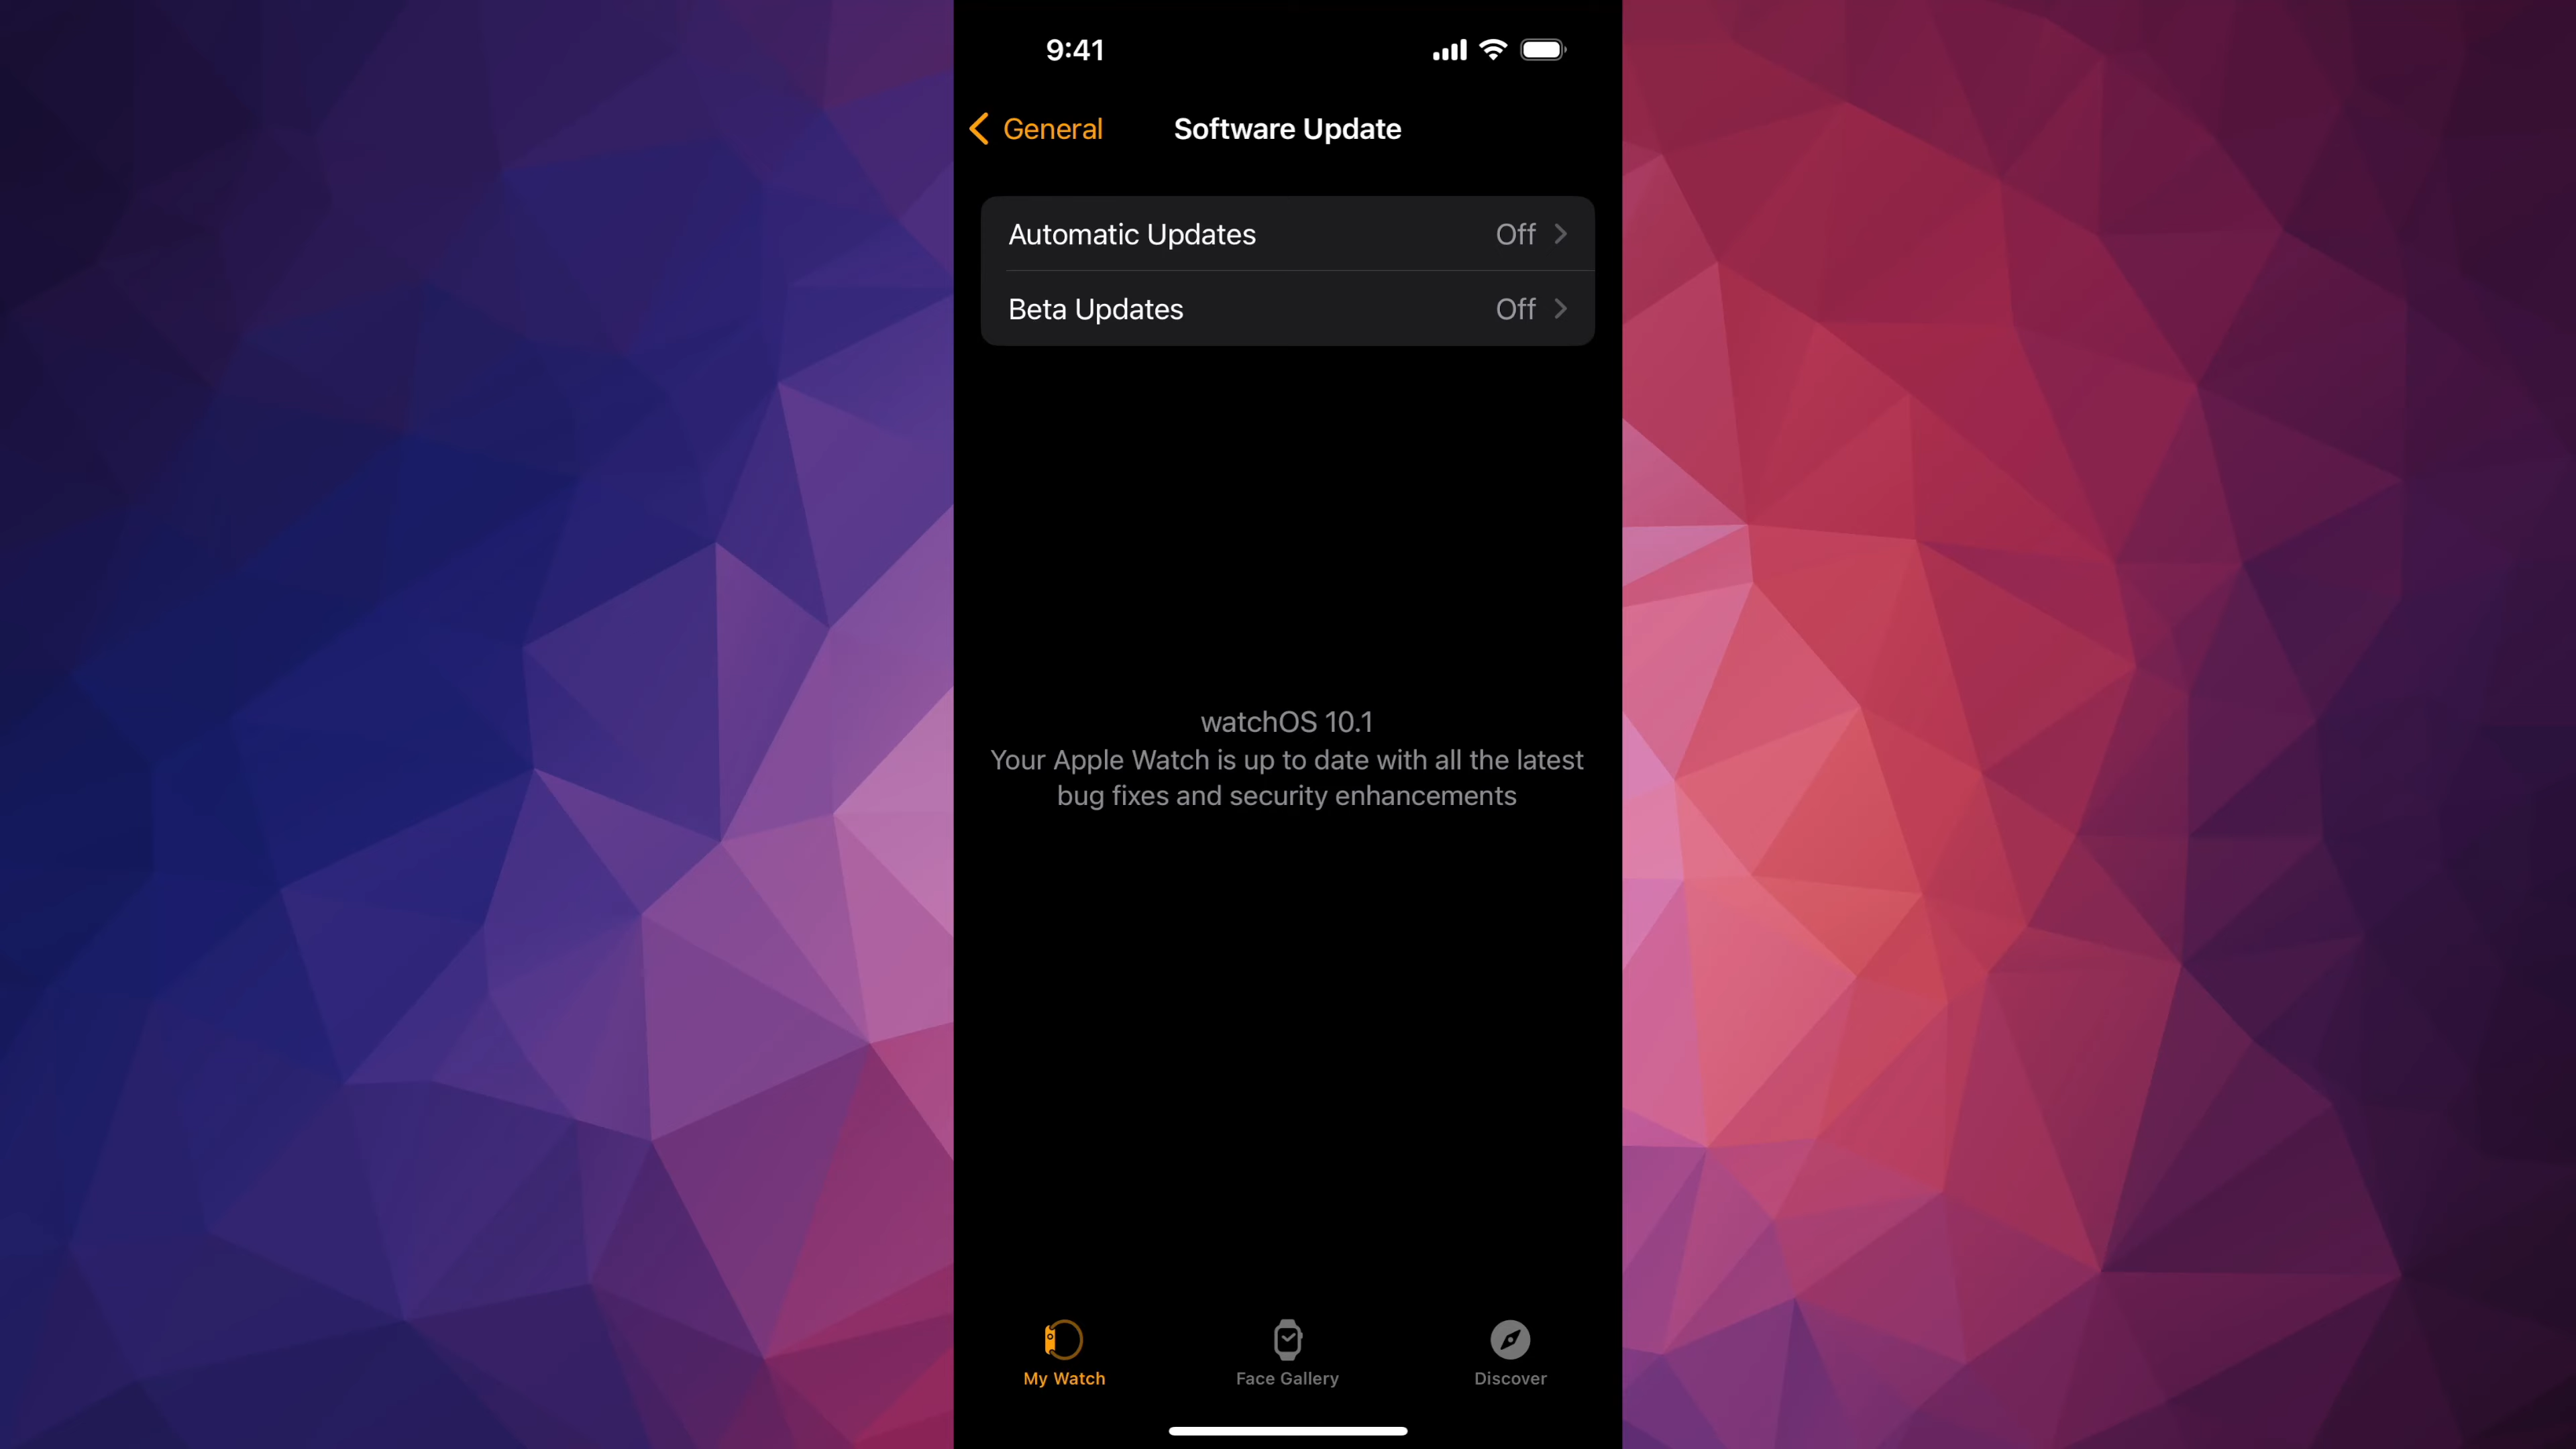 9:41
General
Software Update
Automatic Updates Off
Beta Updates Off
watchOS 10.1
Your Apple Watch is up to date with all the latest
bug fixes and security enhancements
My Watch
Face Gallery
Discover